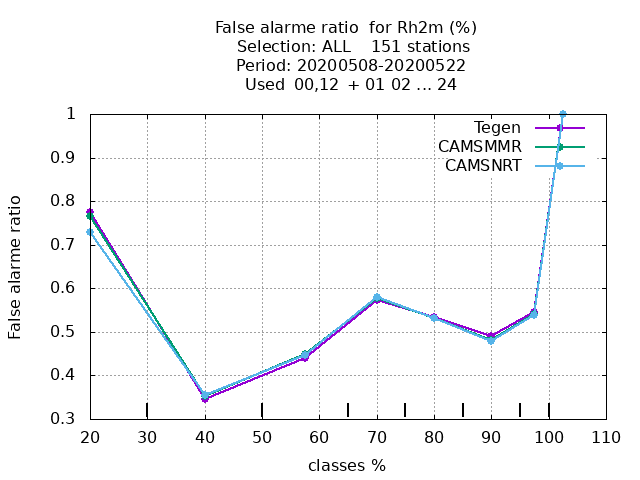 False alarme ratio  for Rh2m (%)
Selection: ALL    151 stations
Period: 20200508-20200522
Used  00,12  + 01 02 ... 24
Tegen
CAMSMMR
CAMSNRT
False alarme ratio
1
0.9
0.8
0.7
0.6
0.5
0.4
0.3
20 30 40 50 60 70 80 90 100 110
classes %